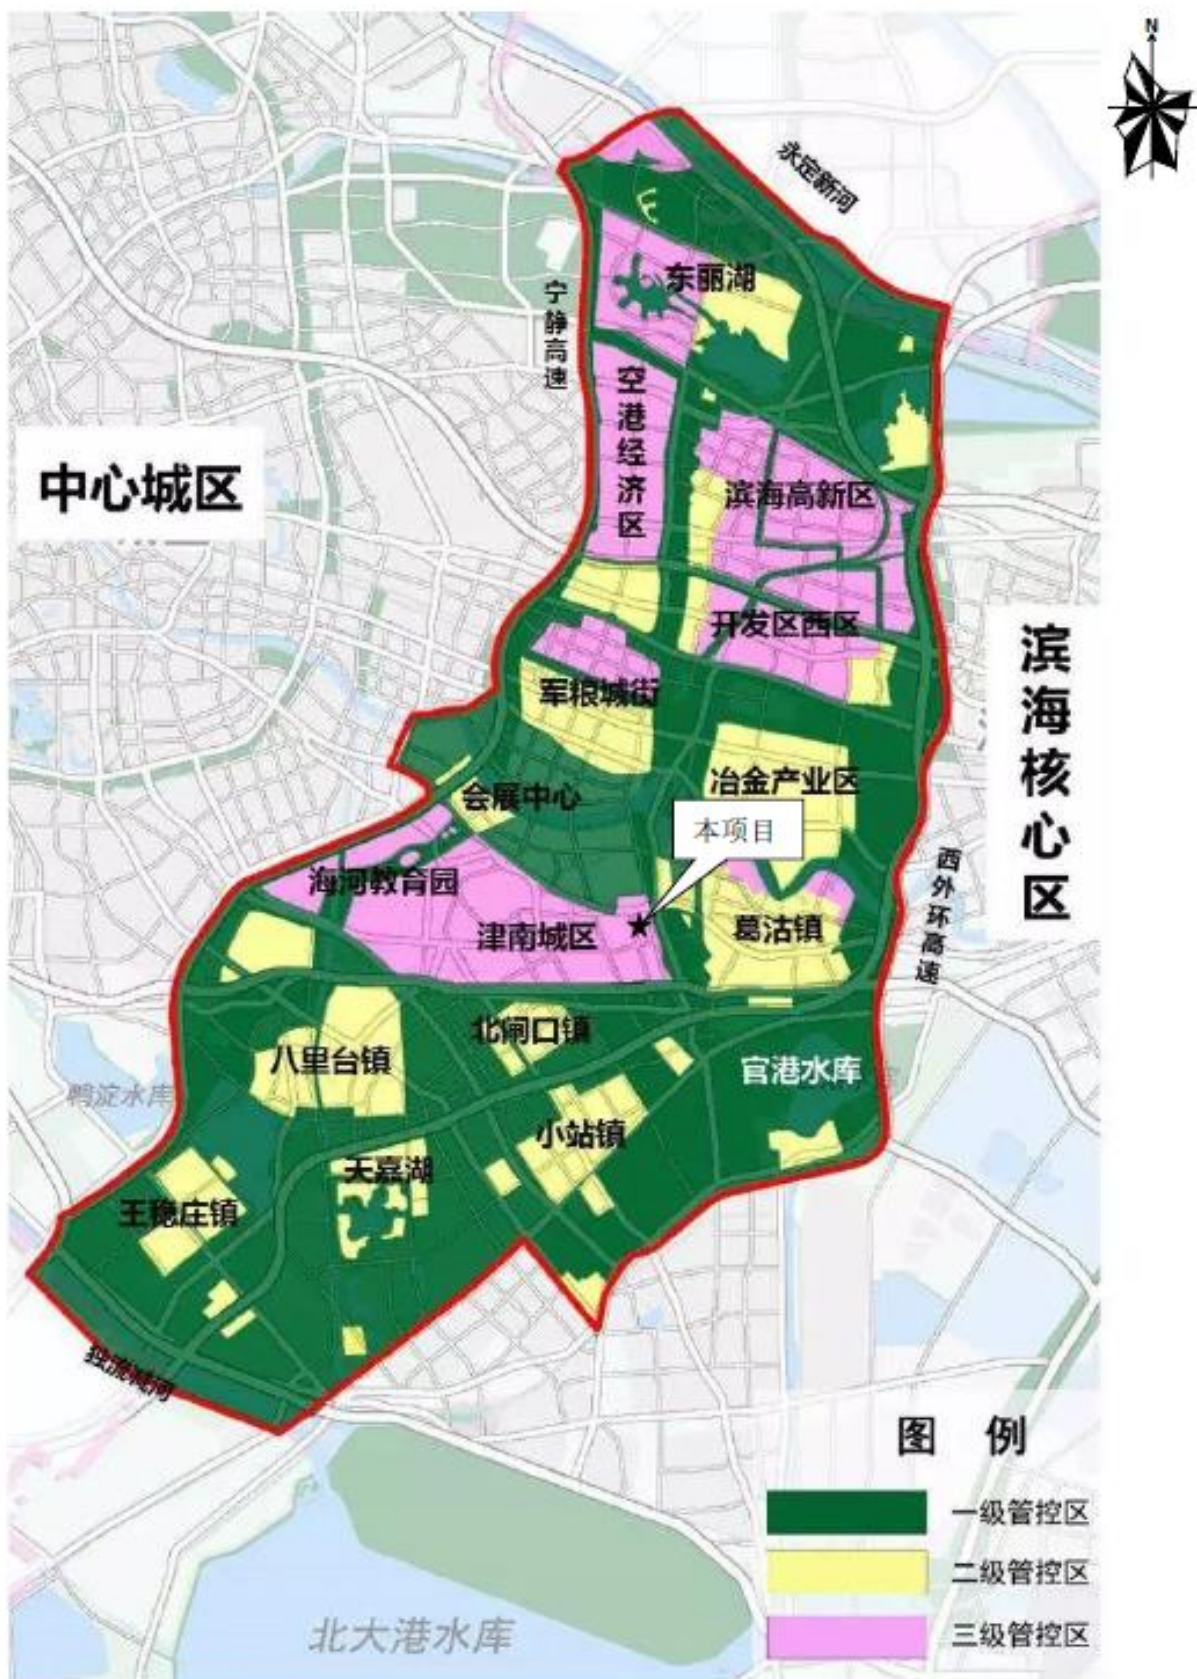 N
永定新河
东丽湖
宁静高速
空港经济区
中心城区
滨海高新区
开发区西区
滨海核心区
军粮城街
冶金产业区
会展中心
本项目
西外环高速
海河教育园
葛沽镇
津南城区
北闸口镇
八里台镇
官港水库
鸭淀水库
小站镇
天嘉湖
王稳庄镇
独流减河
图 例
一级管控区
二级管控区
三级管控区
北大港水库